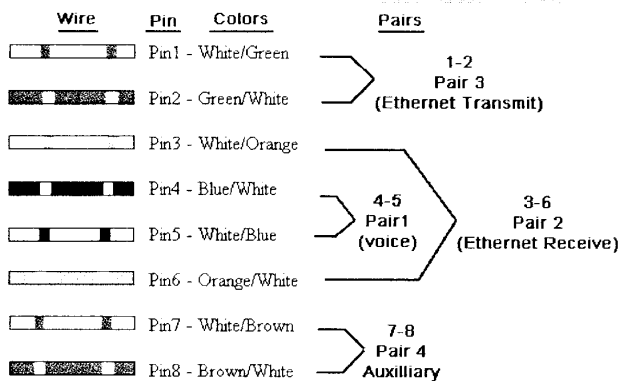 Wire Pin Colors Pairs
Pin1 - White/Green
Pin2 - Green/White
1-2
Pair 3
(Ethernet Transmit)
Pin3 - White/Orange
Pin4 - Blue/White
Pin5 - White/Blue
Pin6 - Orange/White
4-5
Pair1
(voice)
3-6
Pair 2
(Ethernet Receive)
Pin7 - White/Brown
Pin8 - Brown/White
7-8
Pair 4
Auxilliary